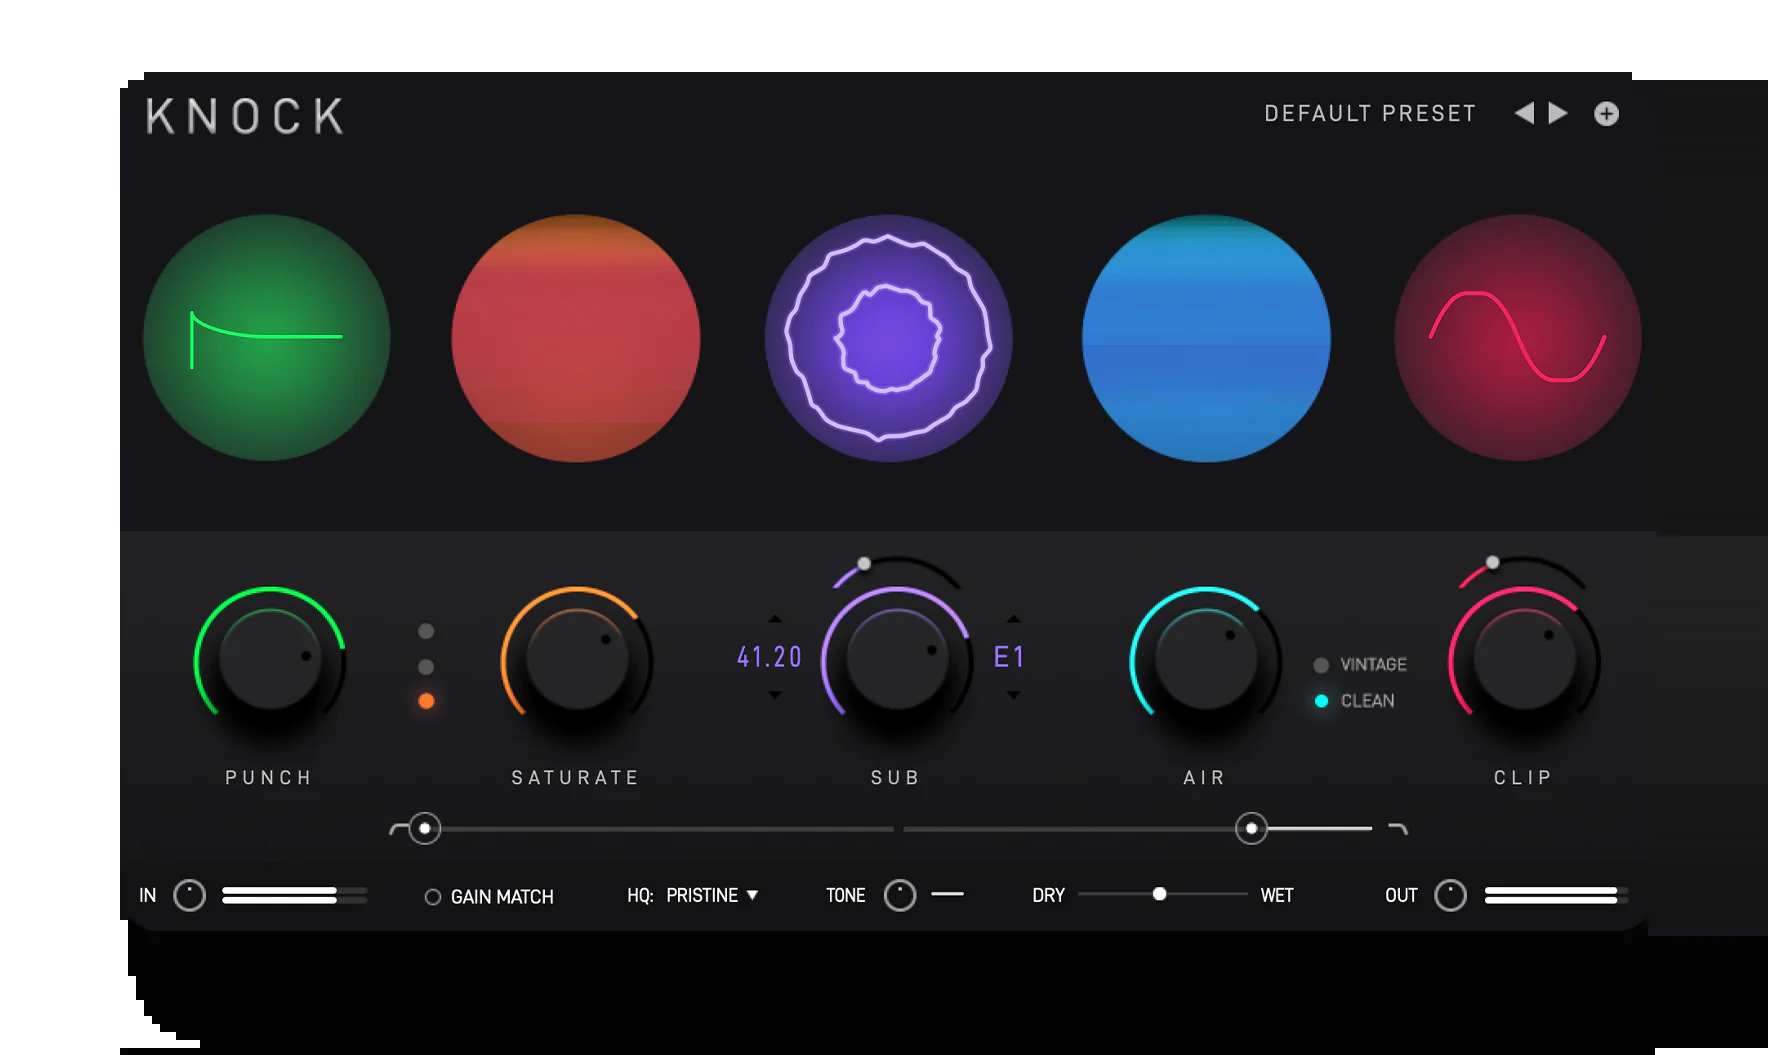 KNOCK
DEFAULT PRESET
41.20
E1
VINTAGE
CLEAN
PUNCH
SATURATE
SUB
AIR
CLIP
IN
GAIN MATCH
HQ: PRISTINE
TONE
DRY
WET
OUT